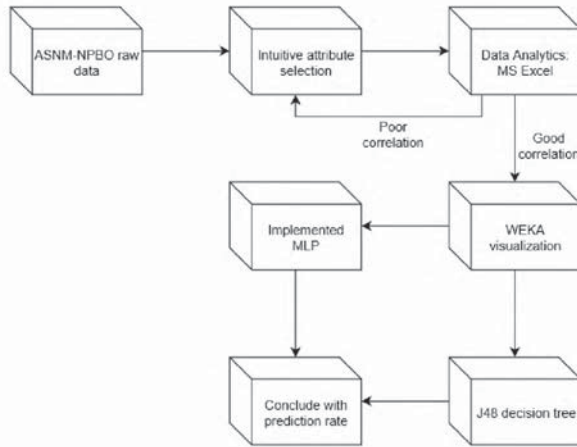 ASNM-NPBO raw
data
Intuitive attribute
selection
Data Analytics:
MS Excel
Poor
correlation
Good
correlation
Implemented
MLP
WEKA
visualization
Conclude with
prediction rate
J48 decision tree